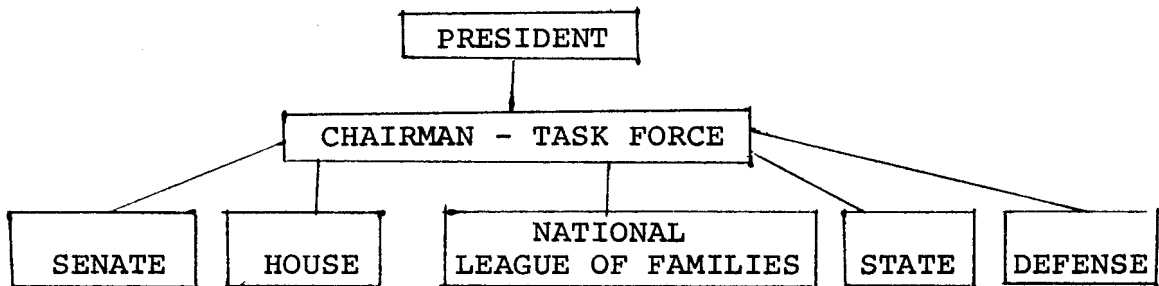 PRESIDENT
CHAIRMAN - TASK FORCE
SENATE
HOUSE
NATIONAL
LEAGUE OF FAMILIES
STATE
DEFENSE